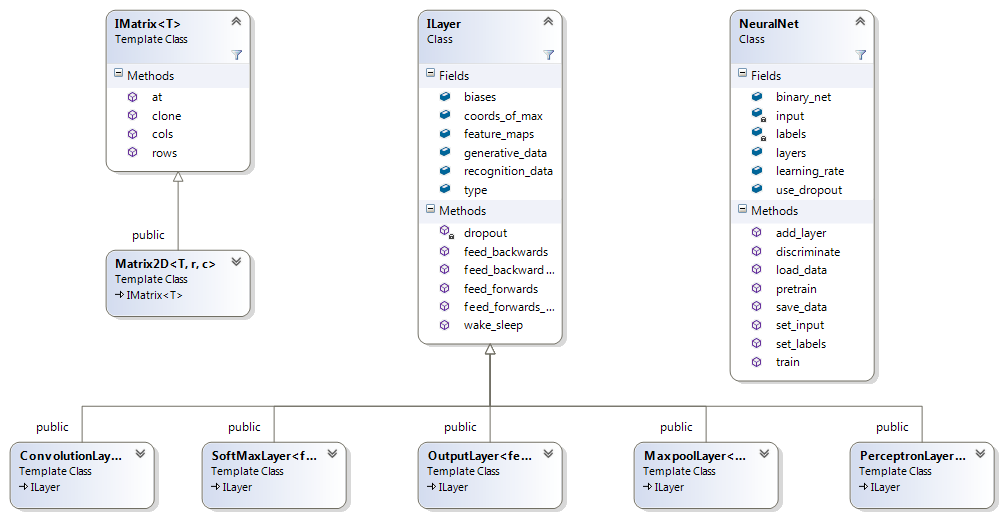 IMatrix<T>
Template Class
Methods
at
clone
cols
rows
public
Matrix2D<T, r, c>
Template Class
IMatrix<T>
ILayer
Class
Fields
biases
coords_of_max
feature_maps
generative_data
recognition_data
type
Methods
dropout
feed_backwards
feed_backward...
feed_forwards
feed_forwards_...
wake_sleep
NeuralNet
Class
Fields
binary_net
input
labels
layers
learning_rate
use_dropout
Methods
add_layer
discriminate
load_data
pretrain
save_data
set_input
set_labels
train
public
ConvolutionLay...
Template Class
ILayer
public
SoftMaxLayer<f...
Template Class
ILayer
public
OutputLayer<fe...
Template Class
ILayer
public
MaxpoolLayer<...
Template Class
ILayer
public
PerceptronLayer...
Template Class
ILayer